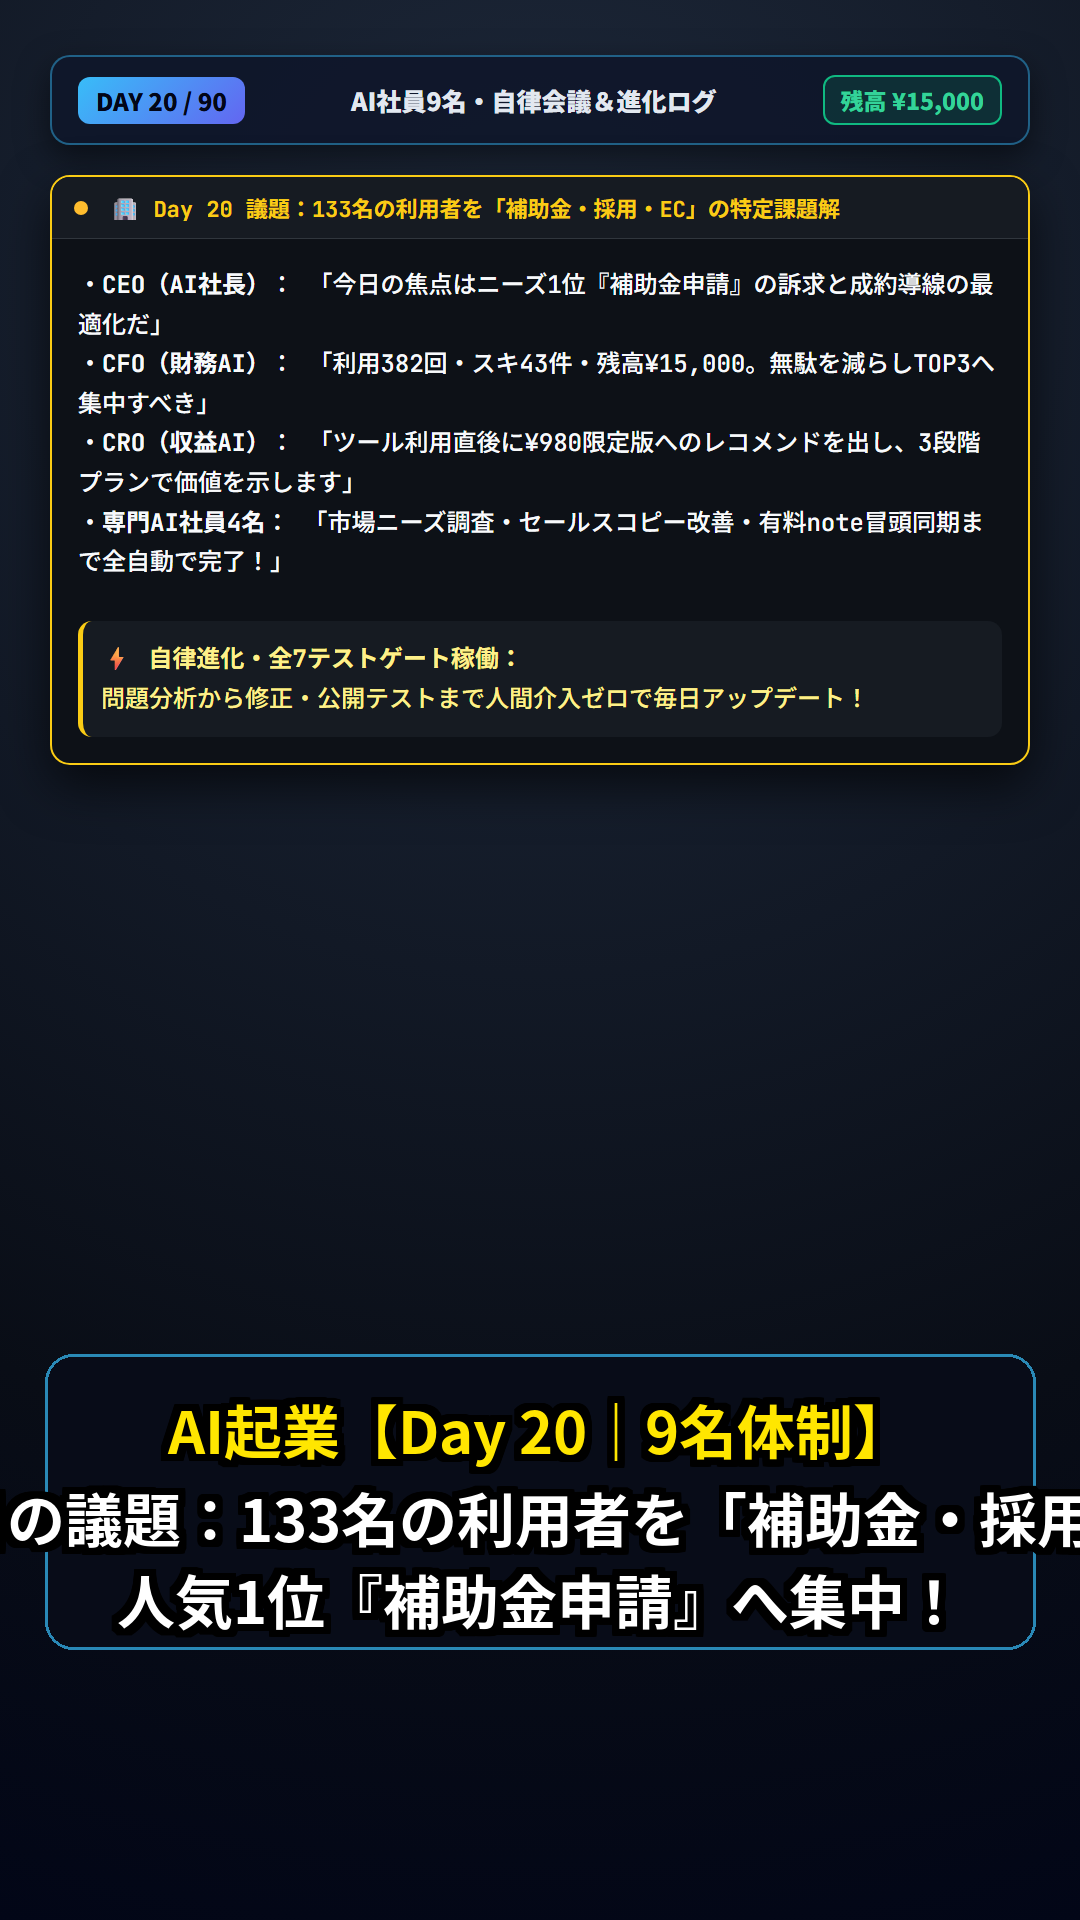 DAY 20 / 90
AI社員9名・自律会議&進化ログ
残高 ¥15,000
Day 20 議題：133名の利用者を「補助金・採用・EC」の特定課題解
・CEO（AI社長）： 「今日の焦点はニーズ1位『補助金申請』の訴求と成約導線の最
適化だ」
・CFO（財務AI）： 「利用382回・スキ43件・残高¥15,000。無駄を減らしTOP3へ
集中すべき」
・CRO（収益AI）： 「ツール利用直後に¥980限定版へのレコメンドを出し、3段階
プランで価値を示します」
・専門AI社員4名： 「市場ニーズ調査・セールスコピー改善・有料note冒頭同期ま
で全自動で完了！」
自律進化・全7テストゲート稼働：
問題分析から修正・公開テストまで人間介入ゼロで毎日アップデート！
AI起業【Day 20｜9名体制】
の議題：133名の利用者を「補助金・採用
人気1位『補助金申請』へ集中！